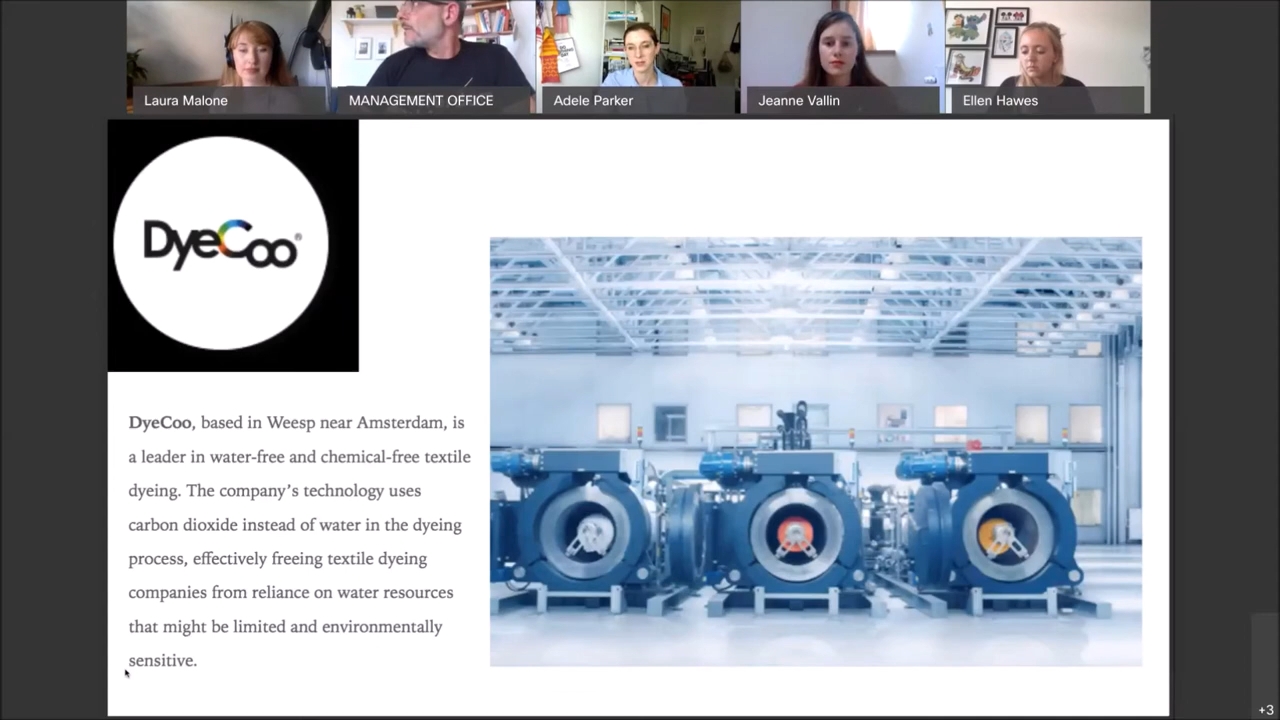 Laura Malone
MANAGEMENT OFFICE
Adele Parker
Jeanne Vallin
Ellen Hawes
DyeCoo®
DyeCoo, based in Weesp near Amsterdam, is
a leader in water-free and chemical-free textile
dyeing. The company's technology uses
carbon dioxide instead of water in the dyeing
process, effectively freeing textile dyeing
companies from reliance on water resources
that might be limited and environmentally
sensitive.
+3